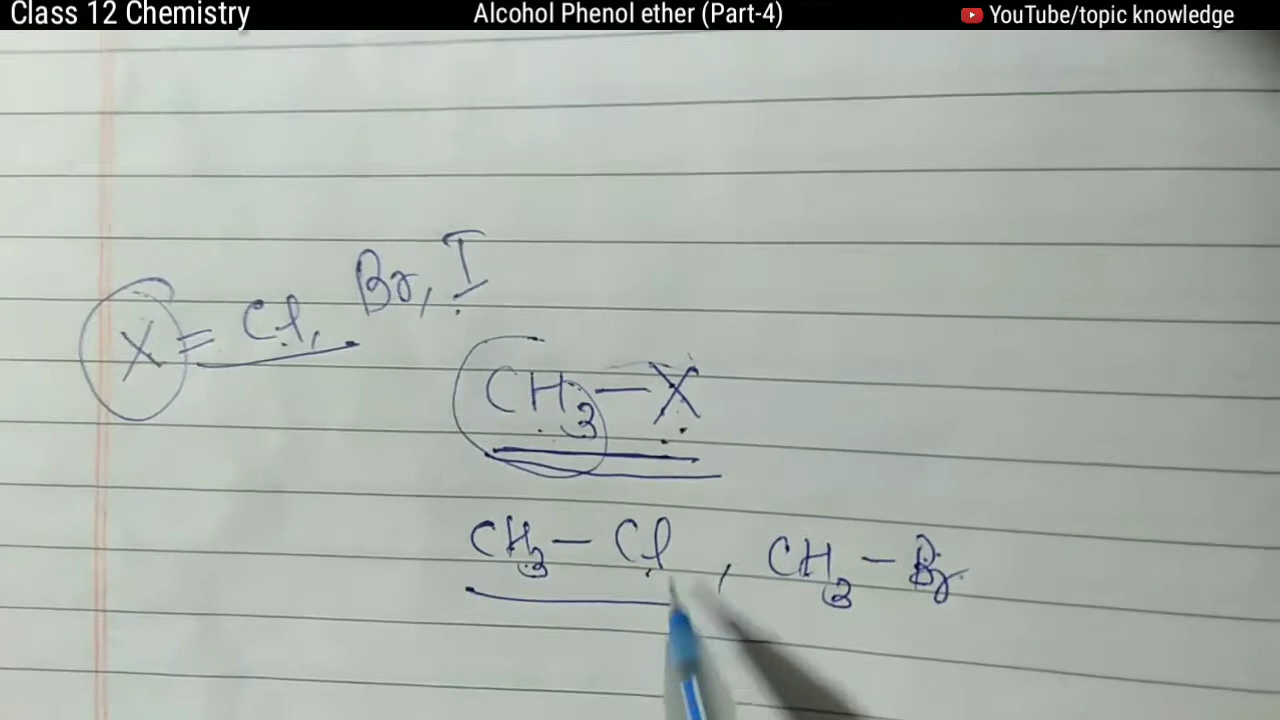 Class 12 Chemistry
Alcohol Phenol ether (Part-4)
YouTube/topic knowledge
X = Cl, Br, I
CH3-X
CH3-Cl, CH3-Br